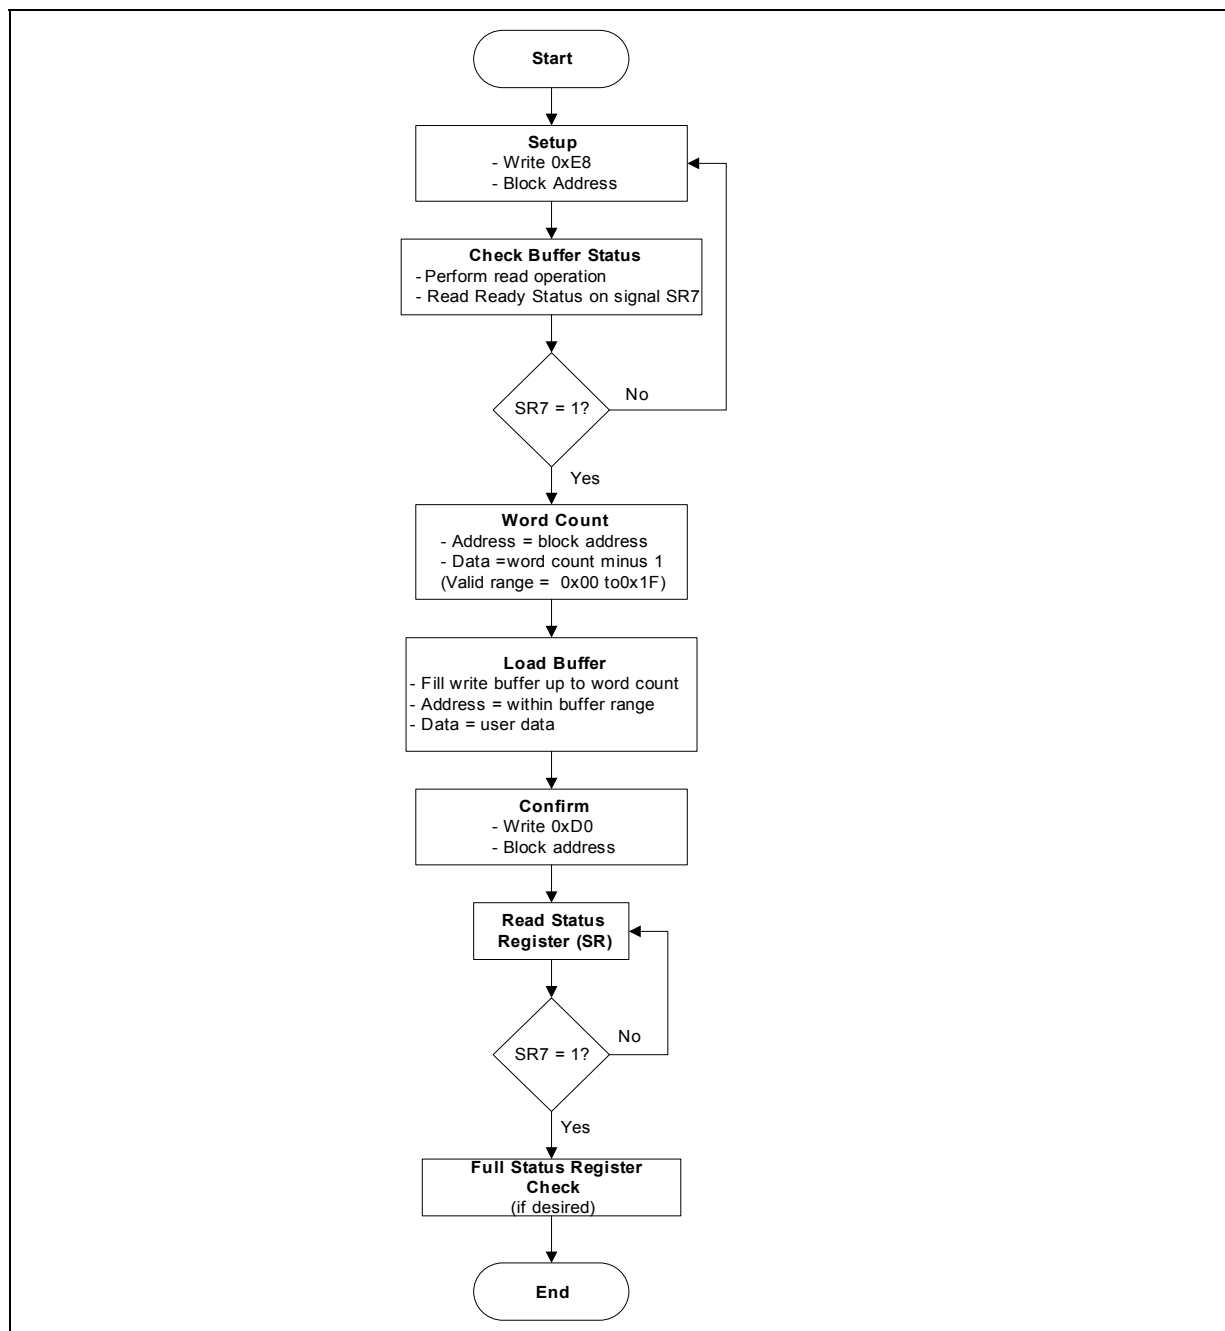 Start
Setup
- Write 0xE8
- Block Address
Check Buffer Status
- Perform read operation
- Read Ready Status on signal SR7
SR7 = 1?
No
Yes
Word Count
- Address = block address
- Data =word count minus 1
(Valid range =  0x00 to0x1F)
Load Buffer
- Fill write buffer up to word count
- Address = within buffer range
- Data = user data
Confirm
- Write 0xD0
- Block address
Read Status
Register (SR)
SR7 = 1?
No
Yes
Full Status Register
Check
(if desired)
End